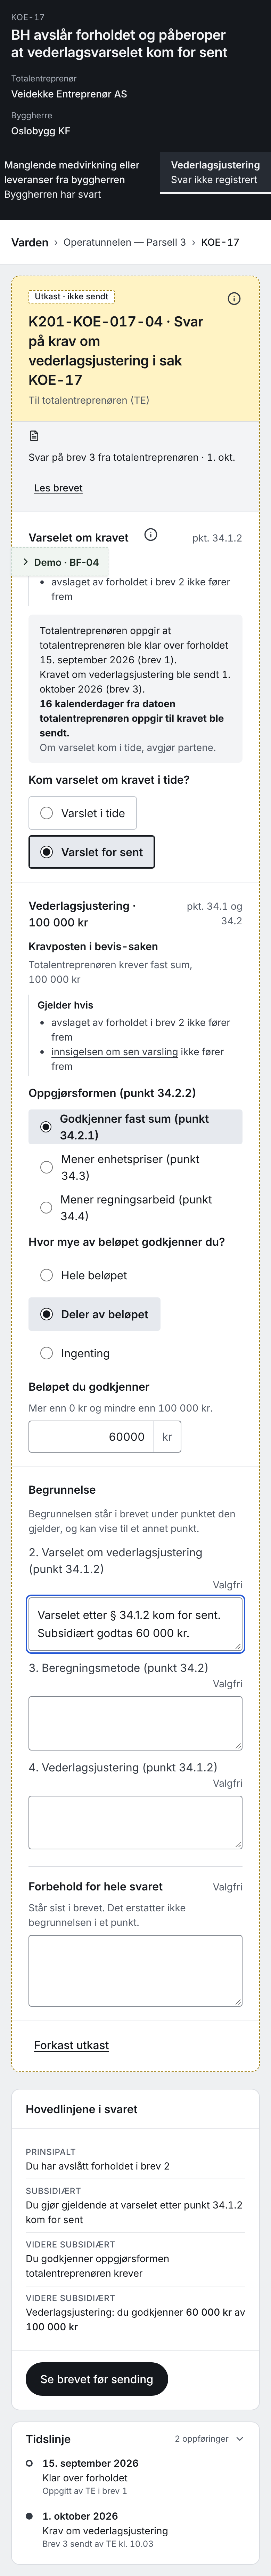 KOE-17
BH avslår forholdet og påberoper
at vederlagsvarselet kom for sent
Totalentreprenør
Veidekke Entreprenør AS
Byggherre
Oslobygg KF
Manglende medvirkning eller
leveranser fra byggherren
Byggherren har svart
Vederlagsjustering
Svar ikke registrert
Varden › Operatunnelen — Parsell 3 › KOE-17
Utkast · ikke sendt
K201-KOE-017-04 · Svar
på krav om
vederlagsjustering i sak
KOE-17
Til totalentreprenøren (TE)
Svar på brev 3 fra totalentreprenøren · 1. okt.
Les brevet
Varselet om kravet
pkt. 34.1.2
Demo · BF-04
avslaget av forholdet i brev 2 ikke fører
frem
Totalentreprenøren oppgir at
totalentreprenøren ble klar over forholdet
15. september 2026 (brev 1).
Kravet om vederlagsjustering ble sendt 1.
oktober 2026 (brev 3).
16 kalenderdager fra datoen
totalentreprenøren oppgir til kravet ble
sendt.
Om varselet kom i tide, avgjør partene.
Kom varselet om kravet i tide?
Varslet i tide
Varslet for sent
Vederlagsjustering ·
100 000 kr
pkt. 34.1 og
34.2
Kravposten i bevis-saken
Totalentreprenøren krever fast sum,
100 000 kr
Gjelder hvis
avslaget av forholdet i brev 2 ikke fører
frem
innsigelsen om sen varsling ikke fører
frem
Oppgjørsformen (punkt 34.2.2)
Godkjenner fast sum (punkt
34.2.1)
Mener enhetspriser (punkt
34.3)
Mener regningsarbeid (punkt
34.4)
Hvor mye av beløpet godkjenner du?
Hele beløpet
Deler av beløpet
Ingenting
Beløpet du godkjenner
Mer enn 0 kr og mindre enn 100 000 kr.
60000 kr
Begrunnelse
Begrunnelsen står i brevet under punktet den
gjelder, og kan vise til et annet punkt.
2. Varselet om vederlagsjustering
(punkt 34.1.2)
Valgfri
Varselet etter § 34.1.2 kom for sent.
Subsidiært godtas 60 000 kr.
3. Beregningsmetode (punkt 34.2)
Valgfri
4. Vederlagsjustering (punkt 34.1.2)
Valgfri
Forbehold for hele svaret
Valgfri
Står sist i brevet. Det erstatter ikke
begrunnelsen i et punkt.
Forkast utkast
Hovedlinjene i svaret
PRINSIPALT
Du har avslått forholdet i brev 2
SUBSIDIÆRT
Du gjør gjeldende at varselet etter punkt 34.1.2
kom for sent
VIDERE SUBSIDIÆRT
Du godkjenner oppgjørsformen
totalentreprenøren krever
VIDERE SUBSIDIÆRT
Vederlagsjustering: du godkjenner 60 000 kr av
100 000 kr
Se brevet før sending
Tidslinje
2 oppføringer
15. september 2026
Klar over forholdet
Oppgitt av TE i brev 1
1. oktober 2026
Krav om vederlagsjustering
Brev 3 sendt av TE kl. 10.03